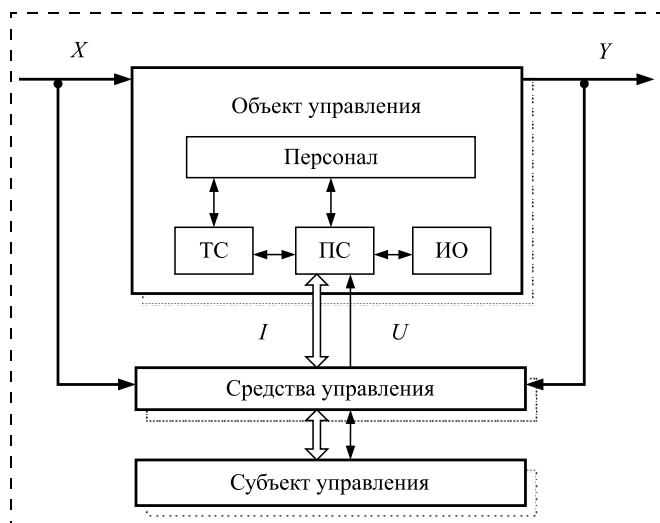 X
Y
Объект управления
Персонал
ТС
ПС
ИО
I
U
Средства управления
Субъект управления